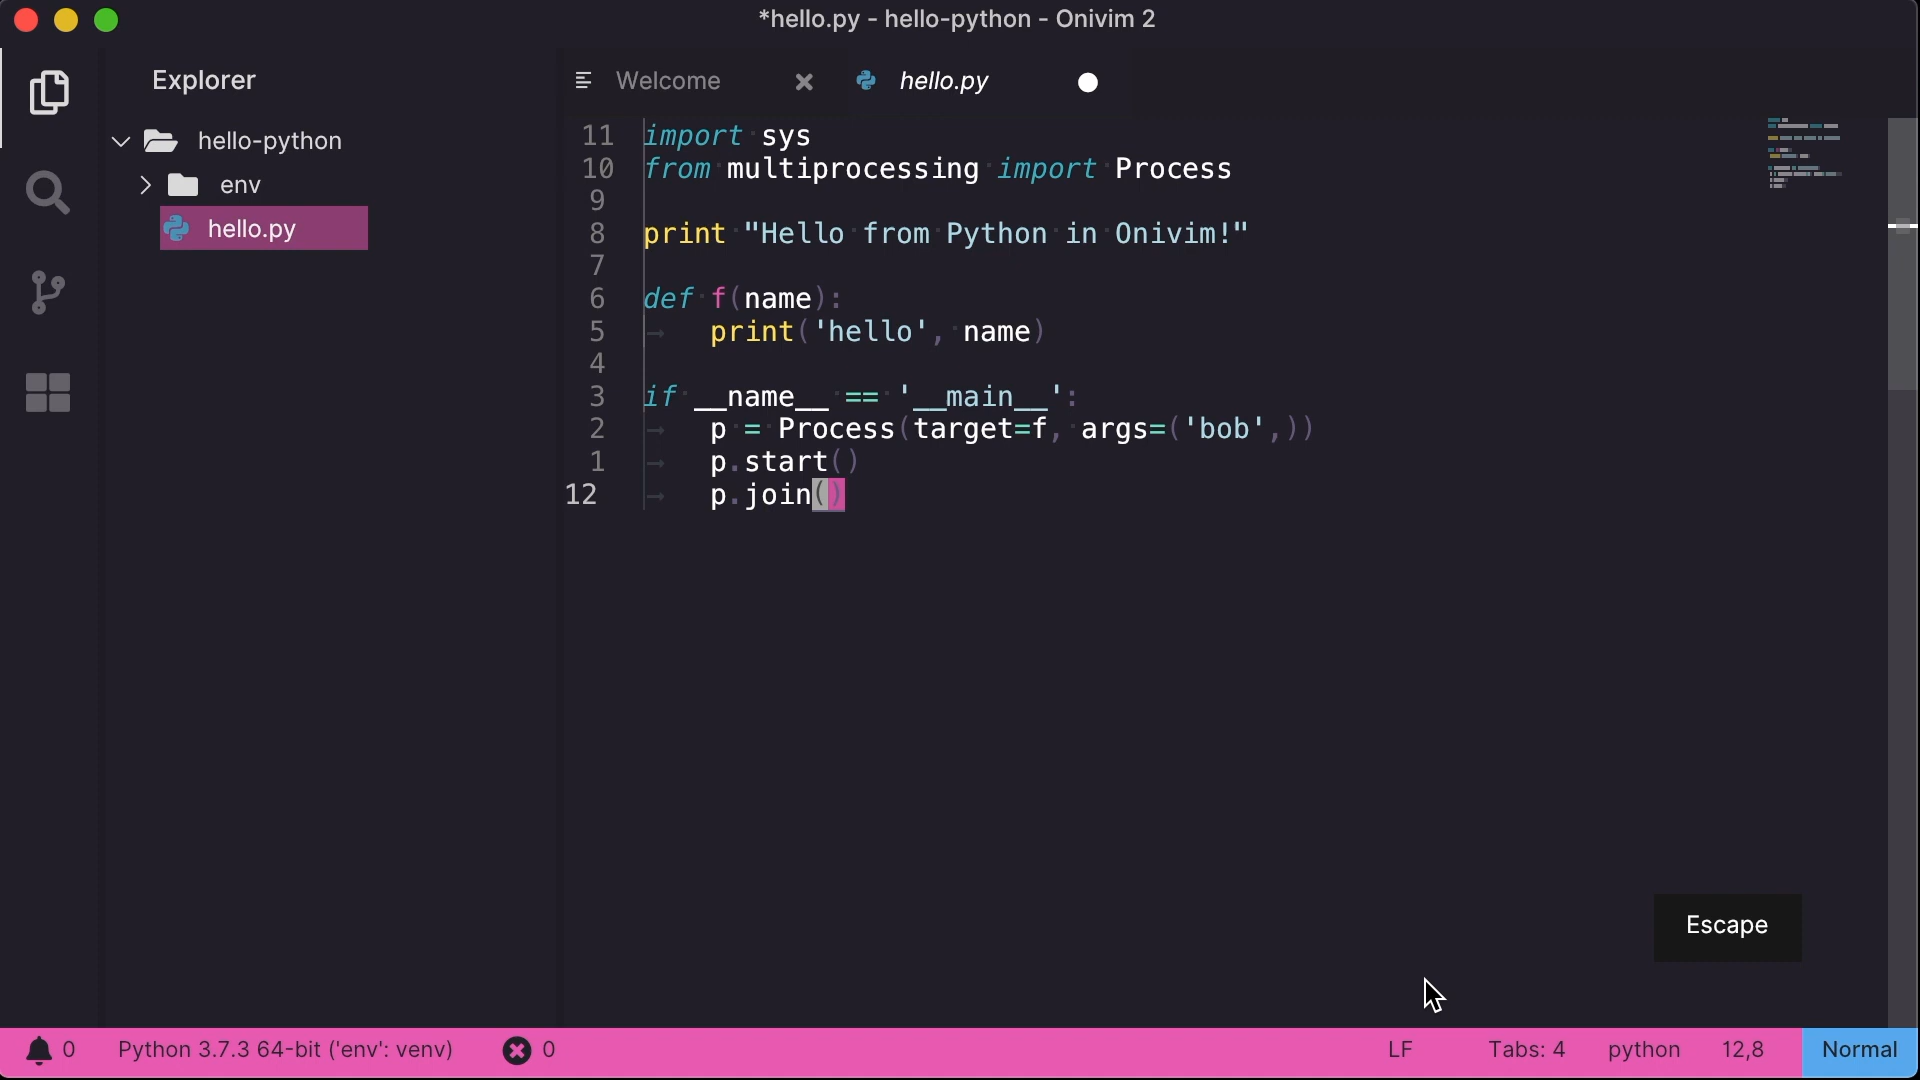 *hello.py - hello-python - Onivim 2
Explorer
Welcome
hello.py
hello-python
env
hello.py
11 import sys
10 from multiprocessing import Process
9
8 print "Hello from Python in Onivim!"
7
6 def f(name):
5 print('hello', name)
4
3 if __name__ == '__main__':
2 p = Process(target=f, args=('bob',))
1 p.start()
12 p.join()
Escape
0 Python 3.7.3 64-bit ('env': venv) 0 LF Tabs: 4 python 12,8 Normal